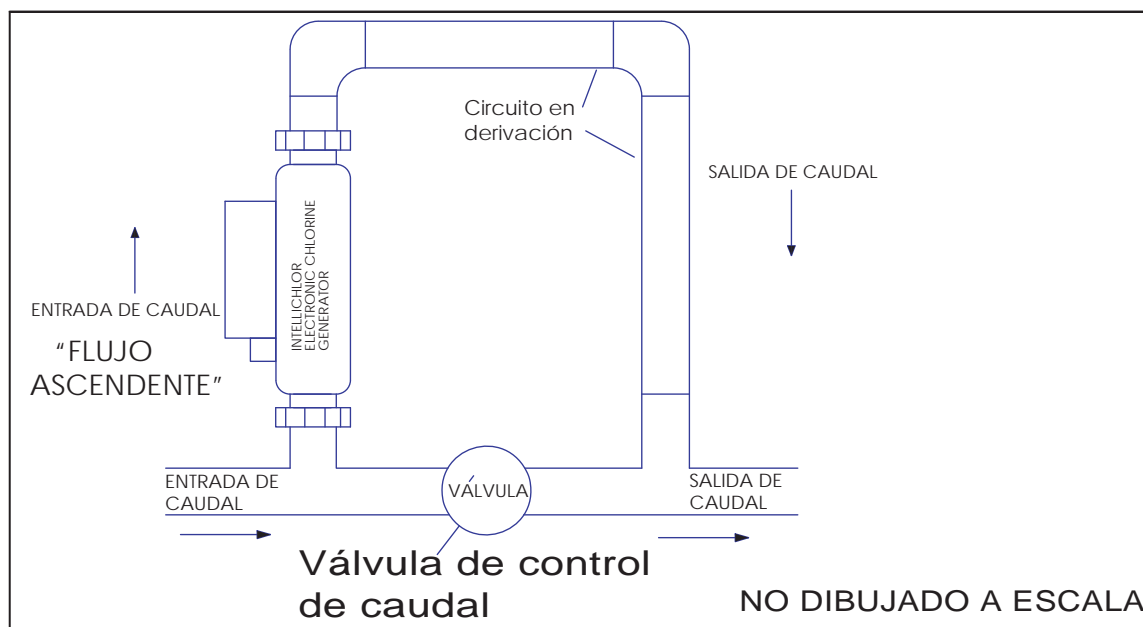 Circuito en
derivación
SALIDA DE CAUDAL
INTELLICHLOR
ELECTRONIC CHLORINE
GENERATOR
ENTRADA DE CAUDAL
“FLUJO
ASCENDENTE”
ENTRADA DE
CAUDAL
VÁLVULA
SALIDA DE
CAUDAL
Válvula de control
de caudal
NO DIBUJADO A ESCALA